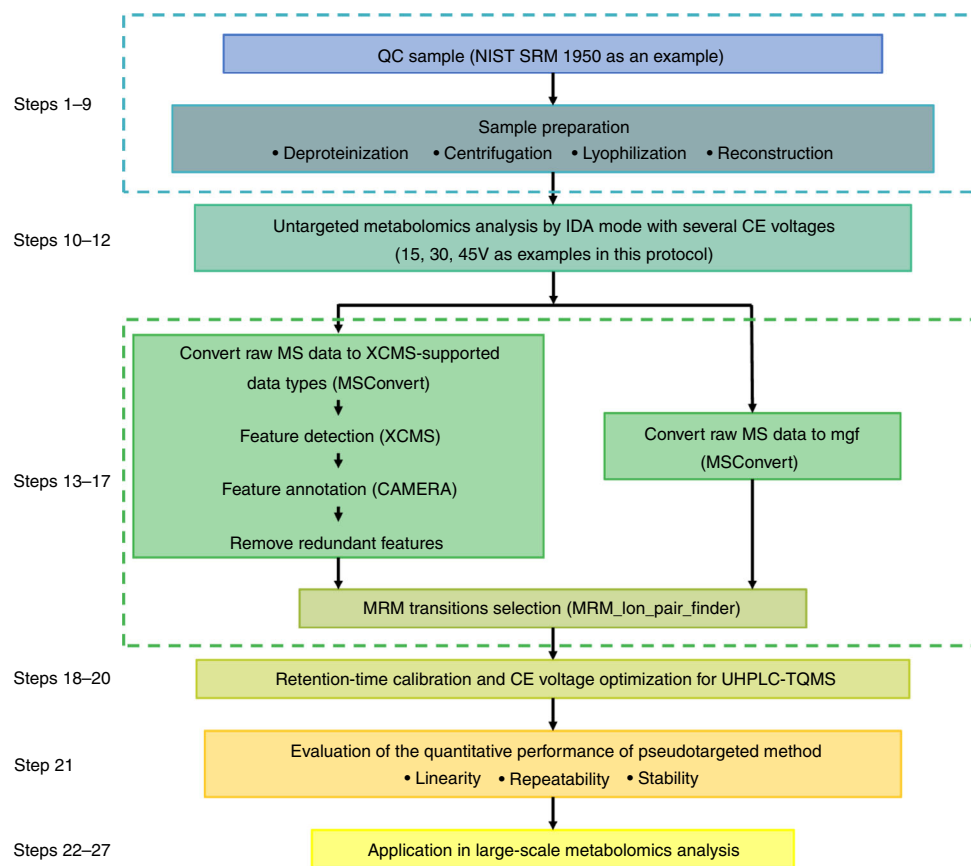 QC sample (NIST SRM 1950 as an example)
Steps 1–9
Sample preparation
• Deproteinization • Centrifugation • Lyophilization • Reconstruction
Steps 10–12
Untargeted metabolomics analysis by IDA mode with several CE voltages
(15, 30, 45V as examples in this protocol)
Steps 13–17
Convert raw MS data to XCMS-supported
data types (MSConvert)
Feature detection (XCMS)
Feature annotation (CAMERA)
Remove redundant features
Convert raw MS data to mgf
(MSConvert)
MRM transitions selection (MRM_lon_pair_finder)
Steps 18–20
Retention-time calibration and CE voltage optimization for UHPLC-TQMS
Step 21
Evaluation of the quantitative performance of pseudotargeted method
• Linearity • Repeatability • Stability
Steps 22–27
Application in large-scale metabolomics analysis